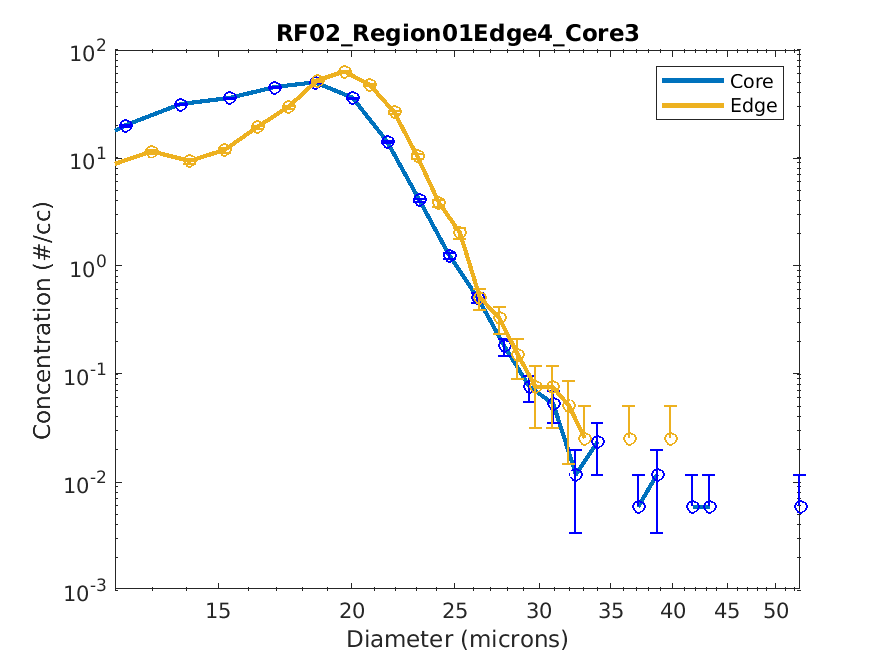 RF02_Region01Edge4_Core3
Core
Edge
Concentration (#/cc)
10^2
10^1
10^0
10^-1
10^-2
10^-3
15 20 25 30 35 40 45 50
Diameter (microns)